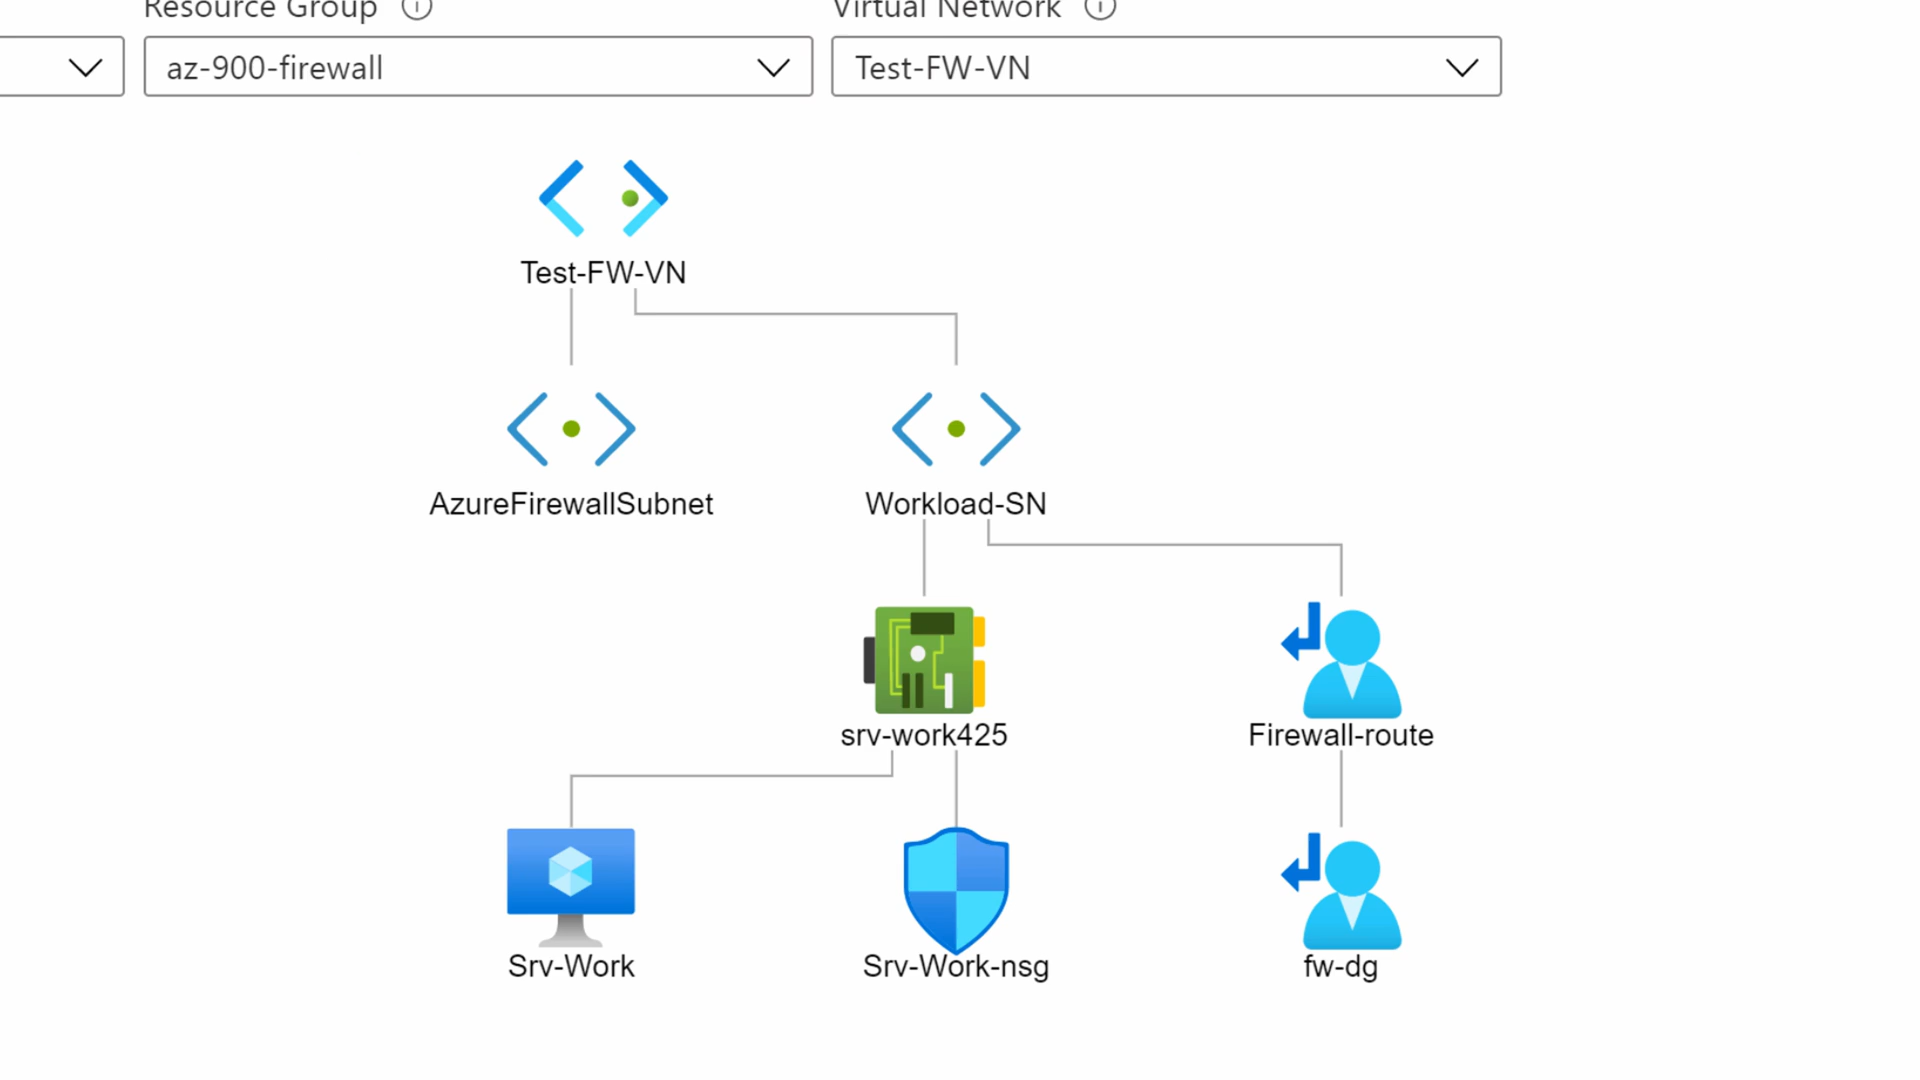 Resource Group
Virtual Network
az-900-firewall
Test-FW-VN
Test-FW-VN
AzureFirewallSubnet
Workload-SN
srv-work425
Firewall-route
Srv-Work
Srv-Work-nsg
fw-dg